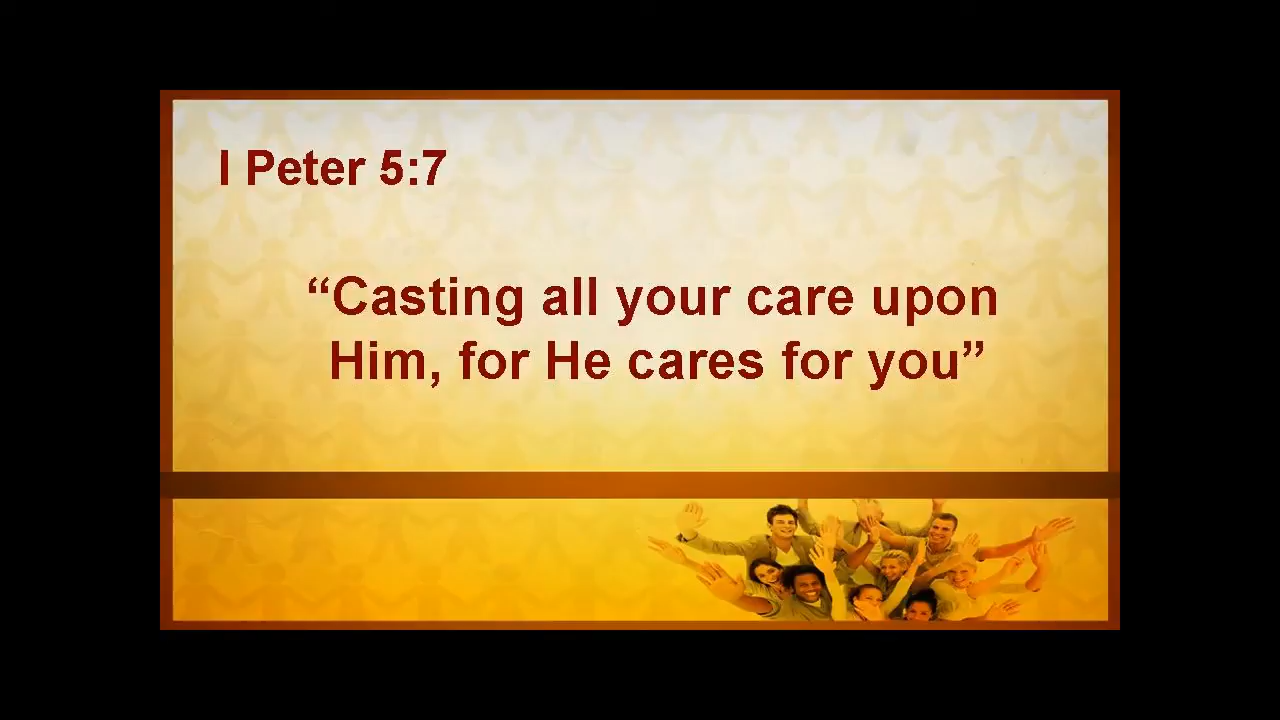 I Peter 5:7
“Casting all your care upon
Him, for He cares for you”